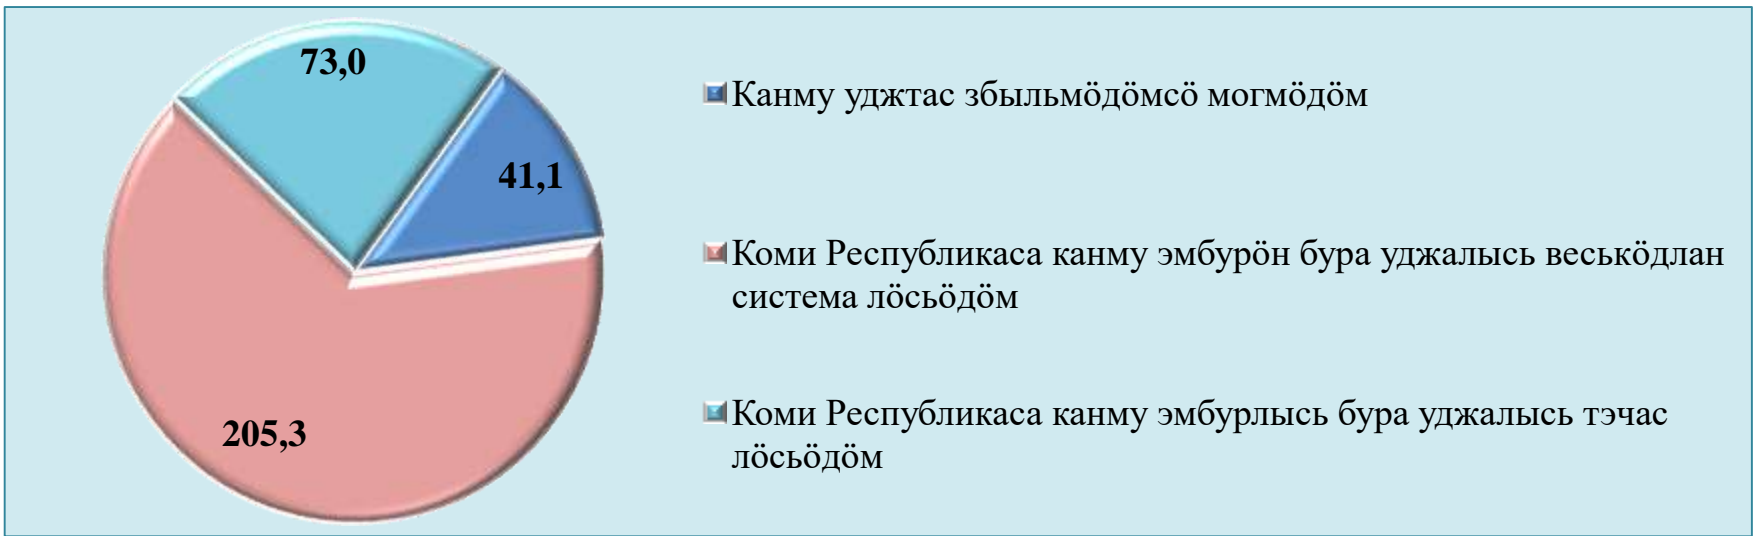 73,0
41,1
205,3
Канму уджтас збыльмӧдӧмсӧ могмӧдӧм
Коми Республикаса канму эмбурӧн бура уджалысь веськӧдлан
система лӧсьӧдӧм
Коми Республикаса канму эмбурлысь бура уджалысь тэчас
лӧсьӧдӧм